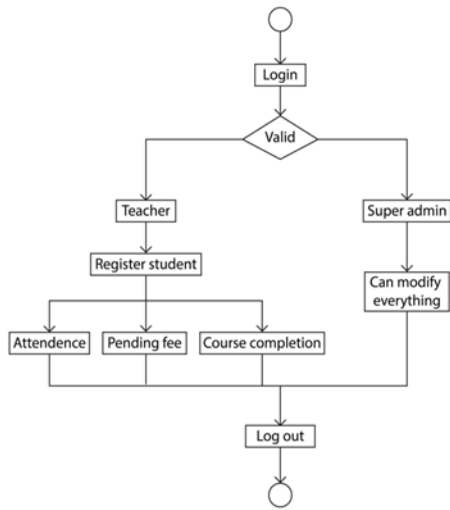 Login
Valid
Teacher
Super admin
Register student
Can modify
everything
Attendence
Pending fee
Course completion
Log out